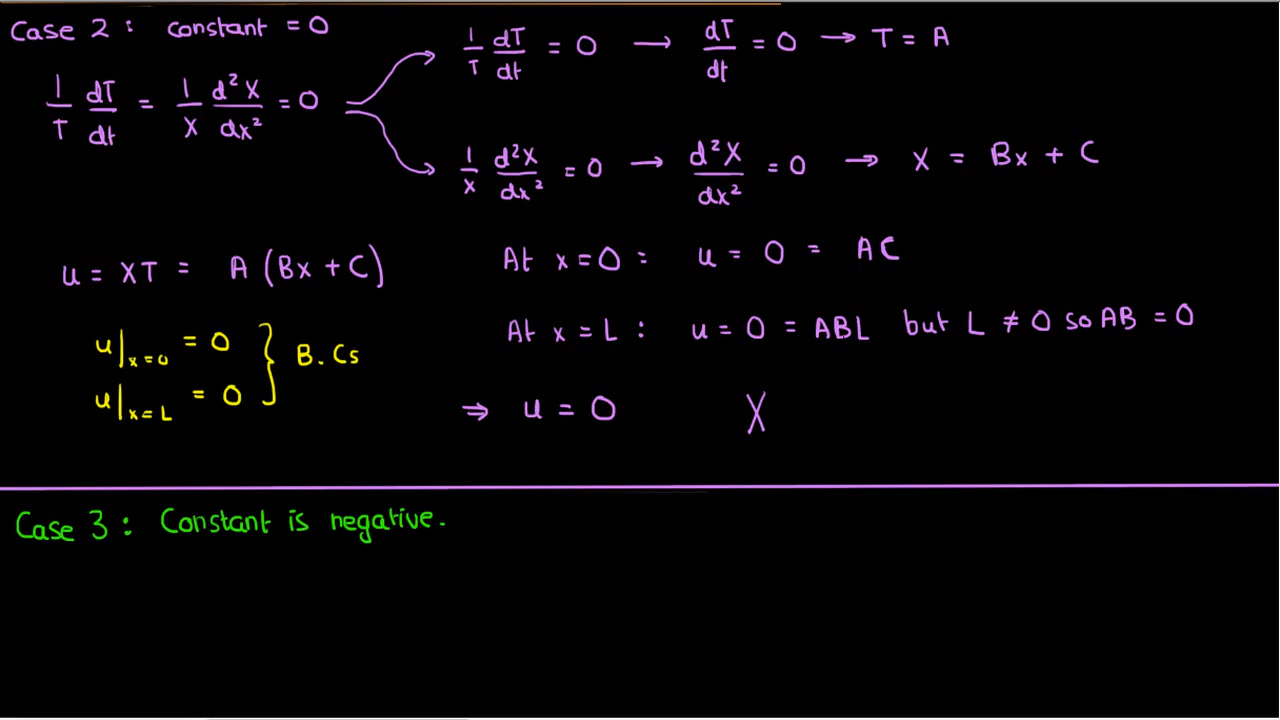 Case 2 : constant = 0
1/T dT/dt = 1/X d²X/dx² = 0
1/T dT/dt = 0 → dT/dt = 0 → T = A
1/X d²X/dx² = 0 → d²X/dx² = 0 → X = Bx + C
u = XT = A (Bx + C)
u|x=0 = 0
u|x=L = 0
} B.Cs
At x = 0 : u = 0 = AC
At x = L : u = 0 = ABL but L ≠ 0 so AB = 0
⇒ u = 0 X
Case 3 : Constant is negative.